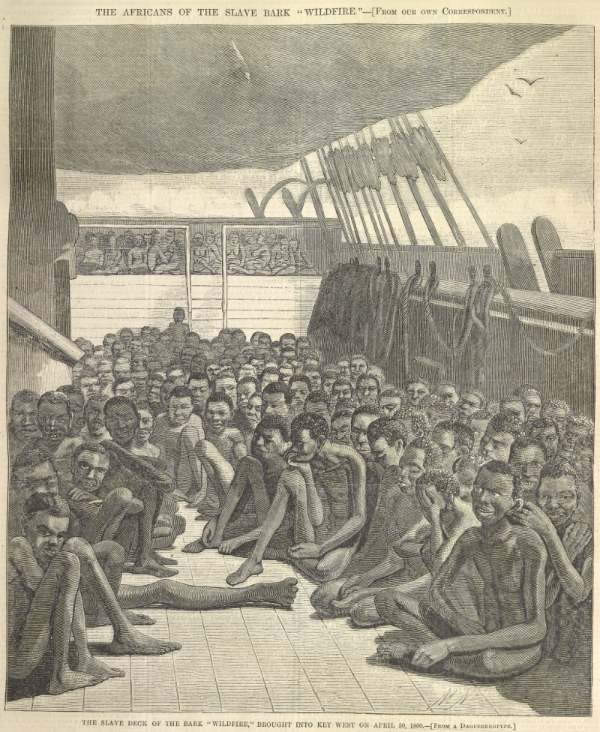 THE AFRICANS OF THE SLAVE BARK "WILDFIRE."—[FROM OUR OWN CORRESPONDENT.]
THE SLAVE DECK OF THE BARK "WILDFIRE," BROUGHT INTO KEY WEST ON APRIL 30, 1860.—[FROM A DAGUERREOTYPE.]